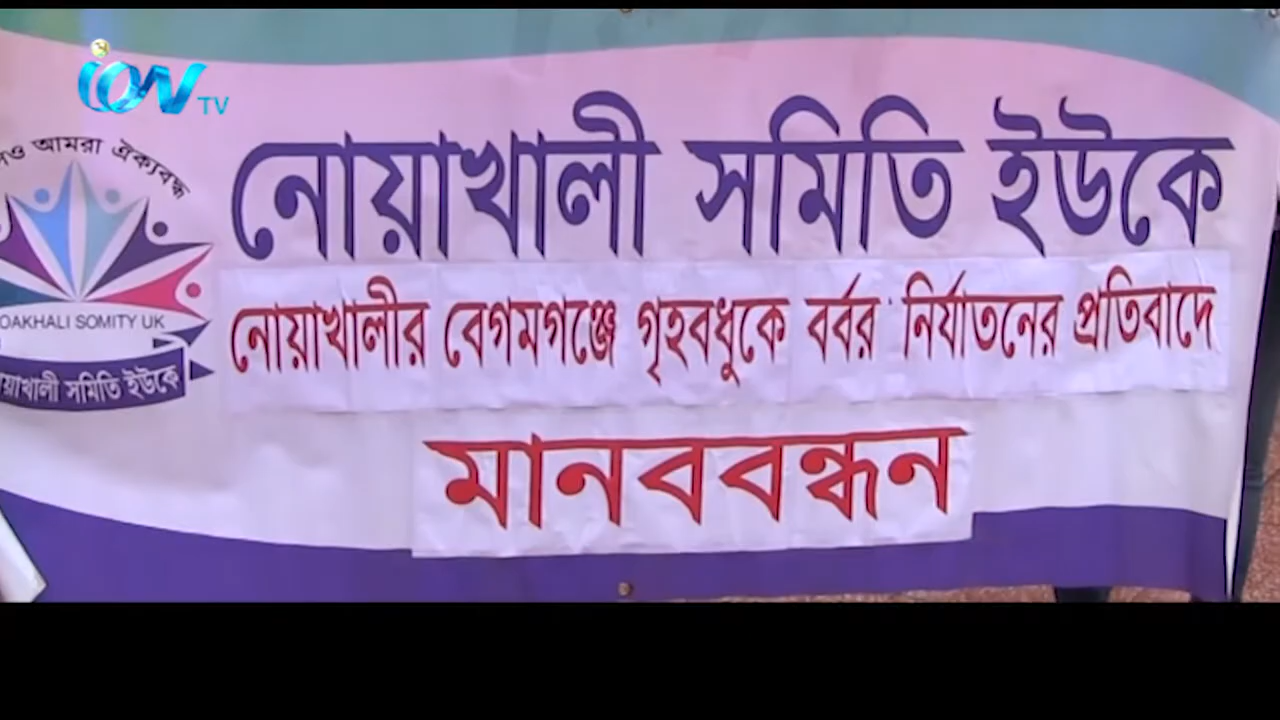 iON TV
আমরা ঐক্যবদ্ধ
নোয়াখালী সমিতি ইউকে
নোয়াখালীর বেগমগঞ্জে গৃহবধুকে বর্বর নির্যাতনের প্রতিবাদে
মানববন্ধন
OAKHALI SOMITY UK
য়াখালী সমিতি ইউকে